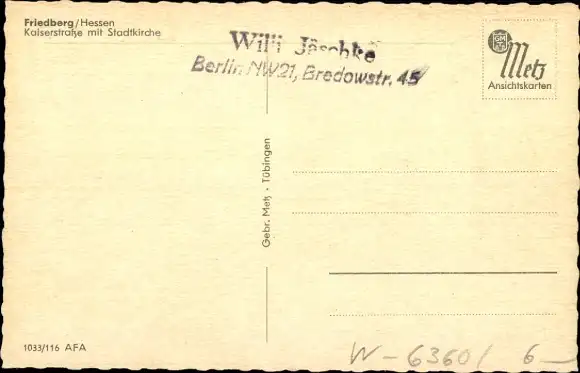 Friedberg/Hessen
Kaiserstraße mit Stadtkirche
Willi Jäschke
Berlin NW21, Bredowstr. 45
GM
Metz
Ansichtskarten
Gebr. Metz · Tübingen
1033/116 AFA
W - 6360 / 6 —